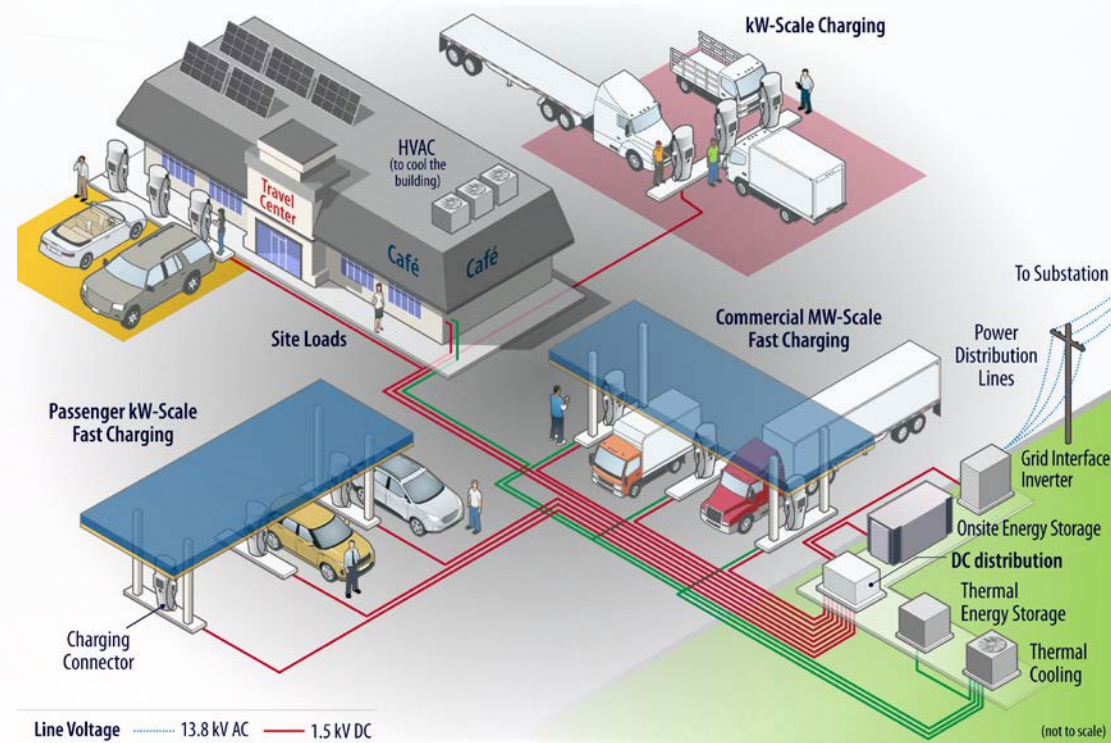 kW-Scale Charging
HVAC
(to cool the
building)
Travel
Center
Café
Café
To Substation
Power
Distribution
Lines
Commercial MW-Scale
Fast Charging
Site Loads
Passenger kW-Scale
Fast Charging
Grid Interface
Inverter
Onsite Energy Storage
DC distribution
Thermal
Energy Storage
Thermal
Cooling
Charging
Connector
Line Voltage 13.8 kV AC 1.5 kV DC
(not to scale)